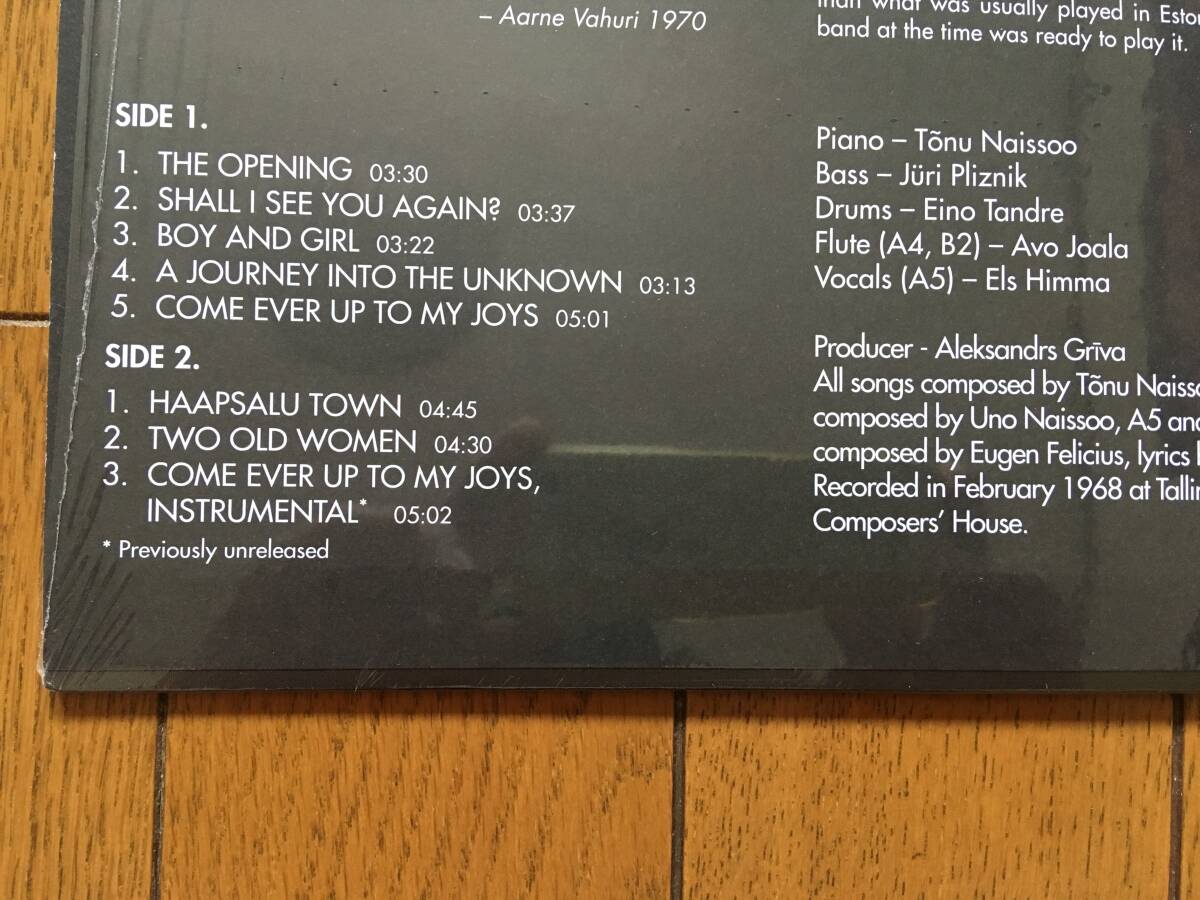 – Aarne Vahuri 1970
than what was usually played in
band at the time was ready to play it.
SIDE 1.
1. THE OPENING 03:30
2. SHALL I SEE YOU AGAIN? 03:37
3. BOY AND GIRL 03:22
4. A JOURNEY INTO THE UNKNOWN 03:13
5. COME EVER UP TO MY JOYS 05:01
SIDE 2.
1. HAAPSALU TOWN 04:45
2. TWO OLD WOMEN 04:30
3. COME EVER UP TO MY JOYS,
INSTRUMENTAL* 05:02
* Previously unreleased
Piano – Tõnu Naissoo
Bass – Jüri Pliznik
Drums – Eino Tandre
Flute (A4, B2) – Avo Joala
Vocals (A5) – Els Himma
Producer - Aleksandrs Grīva
All songs composed by Tõnu
composed by Uno Naissoo, A5
composed by Eugen Felicius, lyrics
Recorded in February 1968 at
Composers' House.